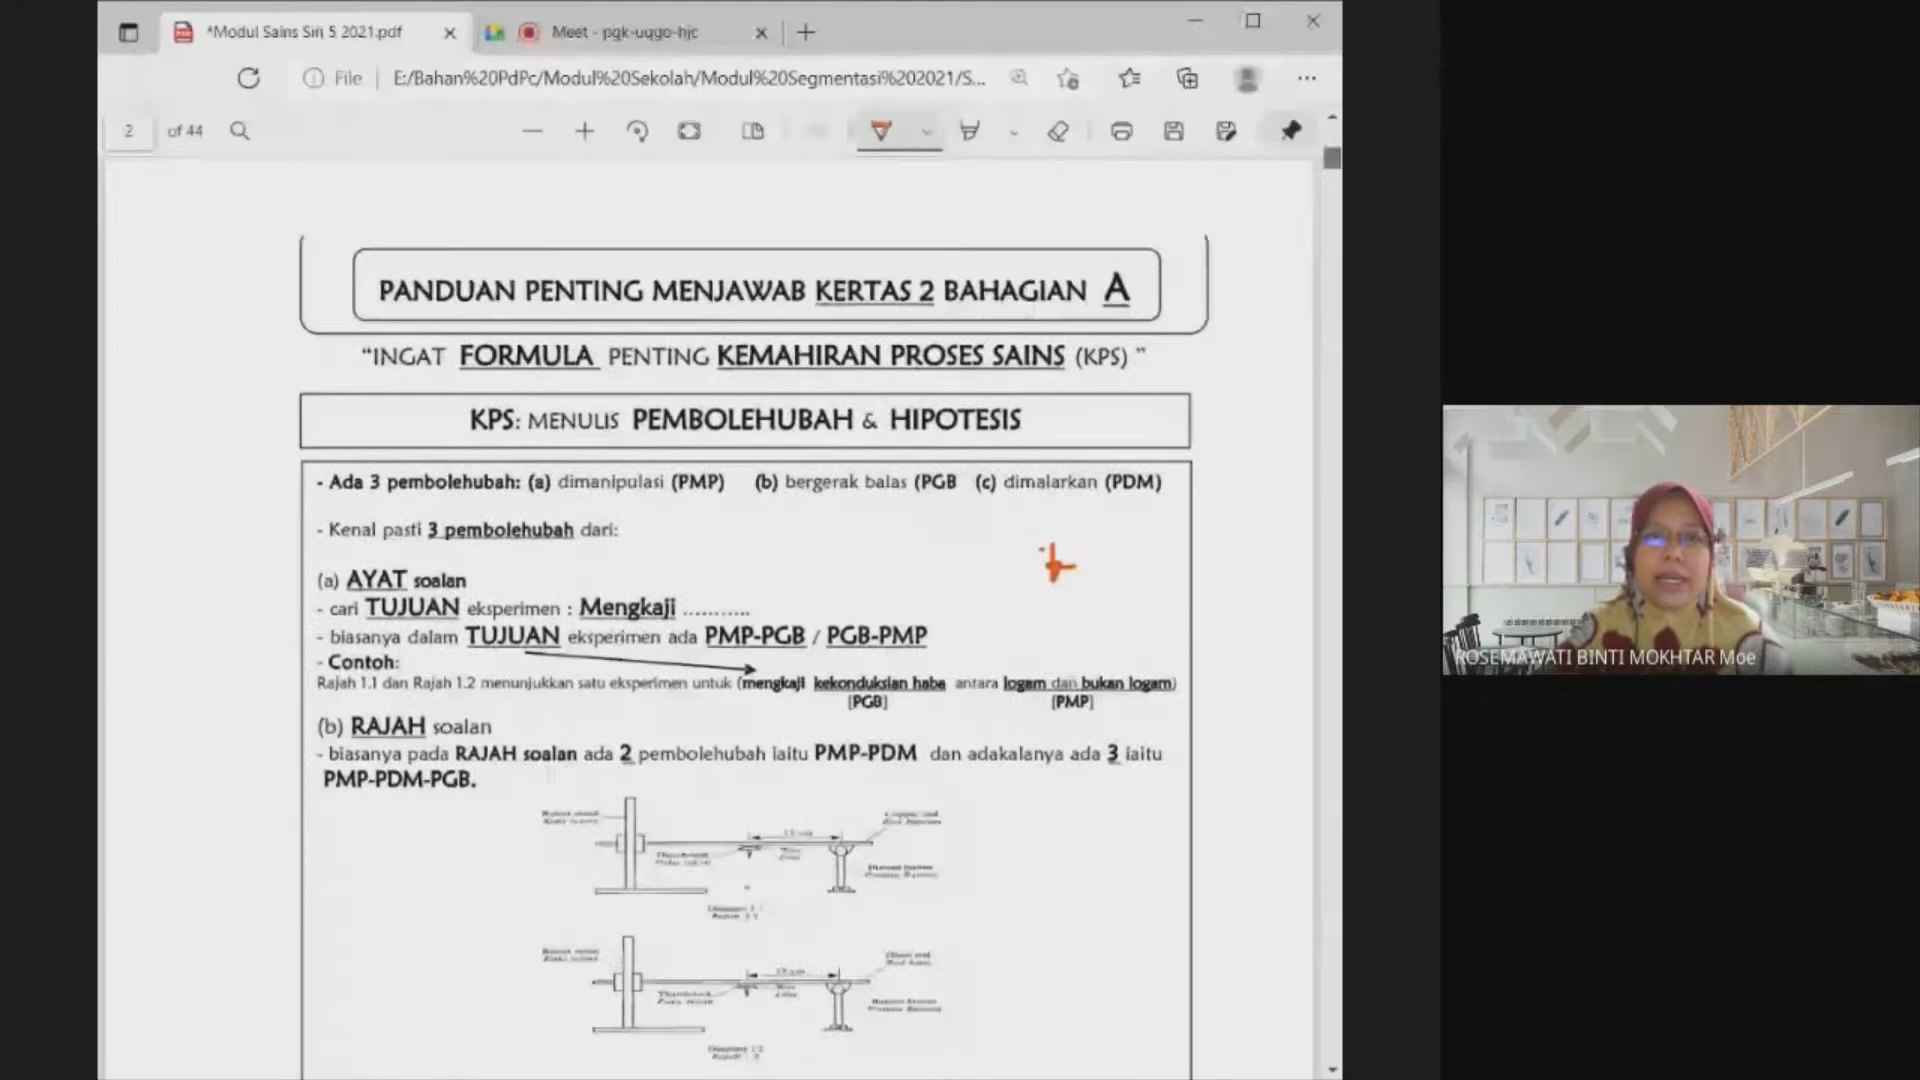 *Modul Sains Siri 5 2021.pdf
Meet - pgk-uqgo-hjc
File
E:/Bahan%20PdPc/Modul%20Sekolah/Modul%20Segmentasi%202021/S...
2 of 44
PANDUAN PENTING MENJAWAB KERTAS 2 BAHAGIAN A
“INGAT FORMULA PENTING KEMAHIRAN PROSES SAINS (KPS) ”
KPS: MENULIS PEMBOLEHUBAH & HIPOTESIS
- Ada 3 pembolehubah: (a) dimanipulasi (PMP) (b) bergerak balas (PGB (c) dimalarkan (PDM)
- Kenal pasti 3 pembolehubah dari:
(a) AYAT soalan
- cari TUJUAN eksperimen : Mengkaji ...........
- biasanya dalam TUJUAN eksperimen ada PMP-PGB / PGB-PMP
- Contoh:
Rajah 1.1 dan Rajah 1.2 menunjukkan satu eksperimen untuk (mengkaji kekonduksian haba antara logam dan bukan logam)
[PGB] [PMP]
(b) RAJAH soalan
- biasanya pada RAJAH soalan ada 2 pembolehubah iaitu PMP-PDM dan adakalanya ada 3 iaitu
PMP-PDM-PGB.
ROSEMAWATI BINTI MOKHTAR Moe